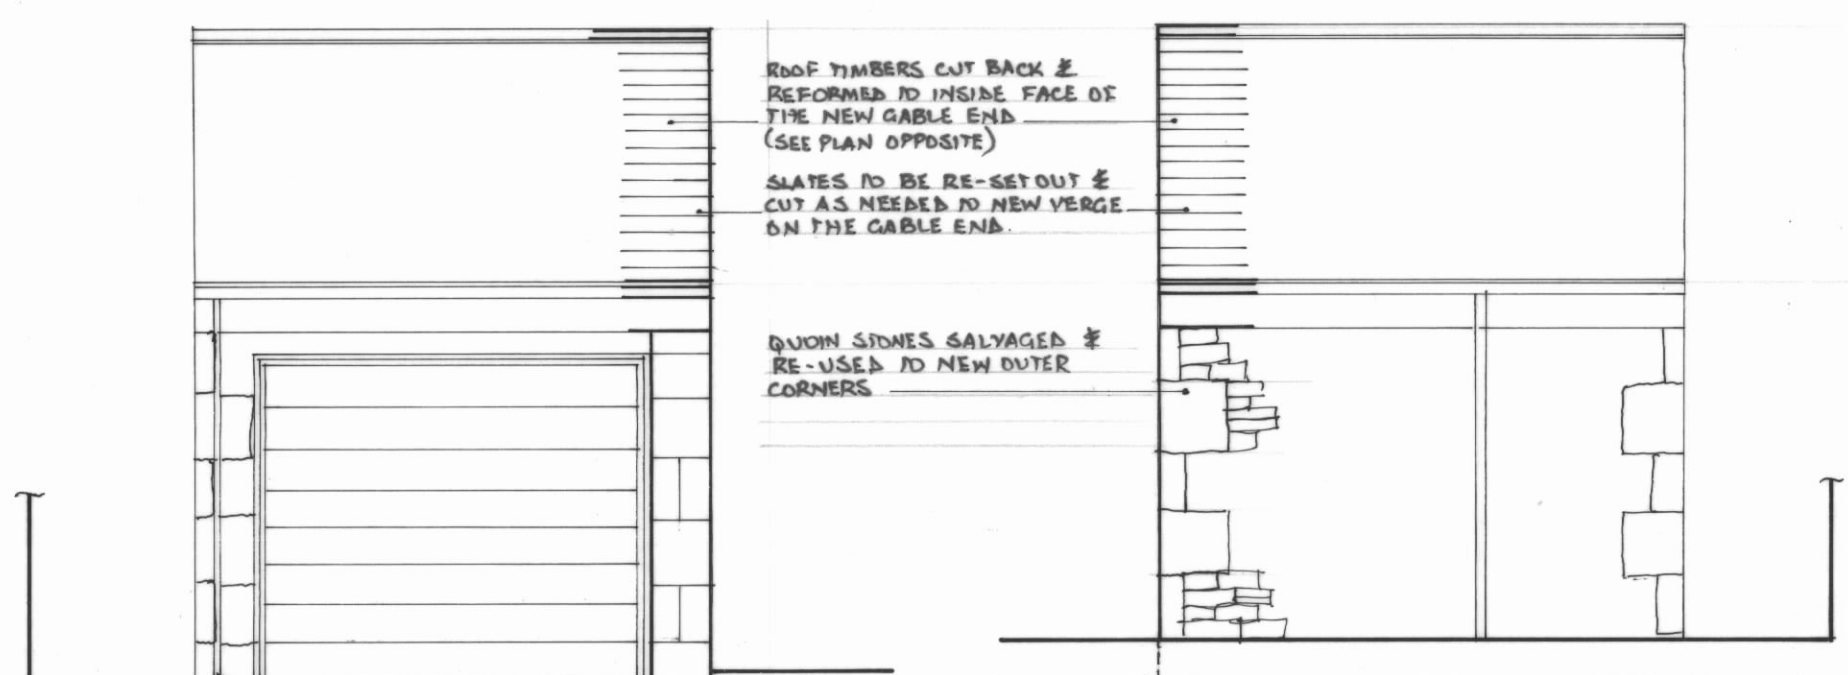 ROOF TIMBERS CUT BACK &
REFORMED TO INSIDE FACE OF
THE NEW GABLE END
(SEE PLAN OPPOSITE)
SLATES TO BE RE-SET OUT &
CUT AS NEEDED TO NEW VERGE
ON THE GABLE END.
QUOIN STONES SALVAGED &
RE-USED TO NEW OUTER
CORNERS